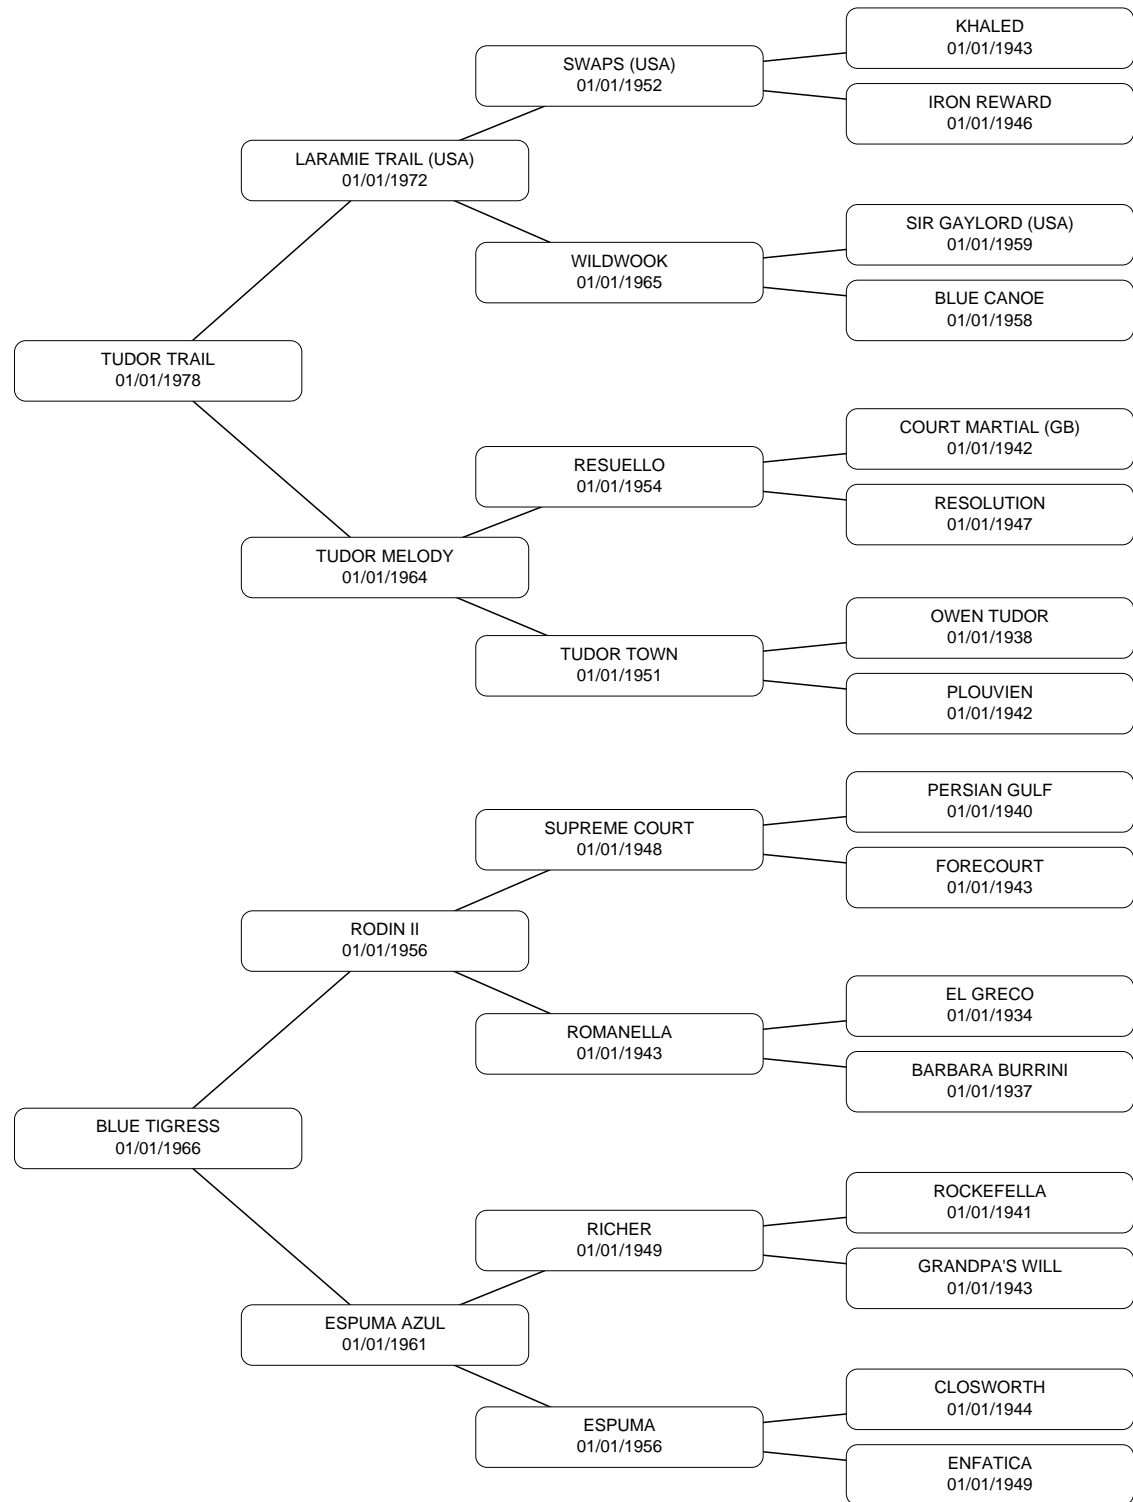 KHALED
01/01/1943
SWAPS (USA)
01/01/1952
IRON REWARD
01/01/1946
LARAMIE TRAIL (USA)
01/01/1972
SIR GAYLORD (USA)
01/01/1959
WILDWOOK
01/01/1965
BLUE CANOE
01/01/1958
TUDOR TRAIL
01/01/1978
COURT MARTIAL (GB)
01/01/1942
RESUELLO
01/01/1954
RESOLUTION
01/01/1947
TUDOR MELODY
01/01/1964
OWEN TUDOR
01/01/1938
TUDOR TOWN
01/01/1951
PLOUVIEN
01/01/1942
PERSIAN GULF
01/01/1940
SUPREME COURT
01/01/1948
FORECOURT
01/01/1943
RODIN II
01/01/1956
EL GRECO
01/01/1934
ROMANELLA
01/01/1943
BARBARA BURRINI
01/01/1937
BLUE TIGRESS
01/01/1966
ROCKEFELLA
01/01/1941
RICHER
01/01/1949
GRANDPA'S WILL
01/01/1943
ESPUMA AZUL
01/01/1961
CLOSWORTH
01/01/1944
ESPUMA
01/01/1956
ENFATICA
01/01/1949